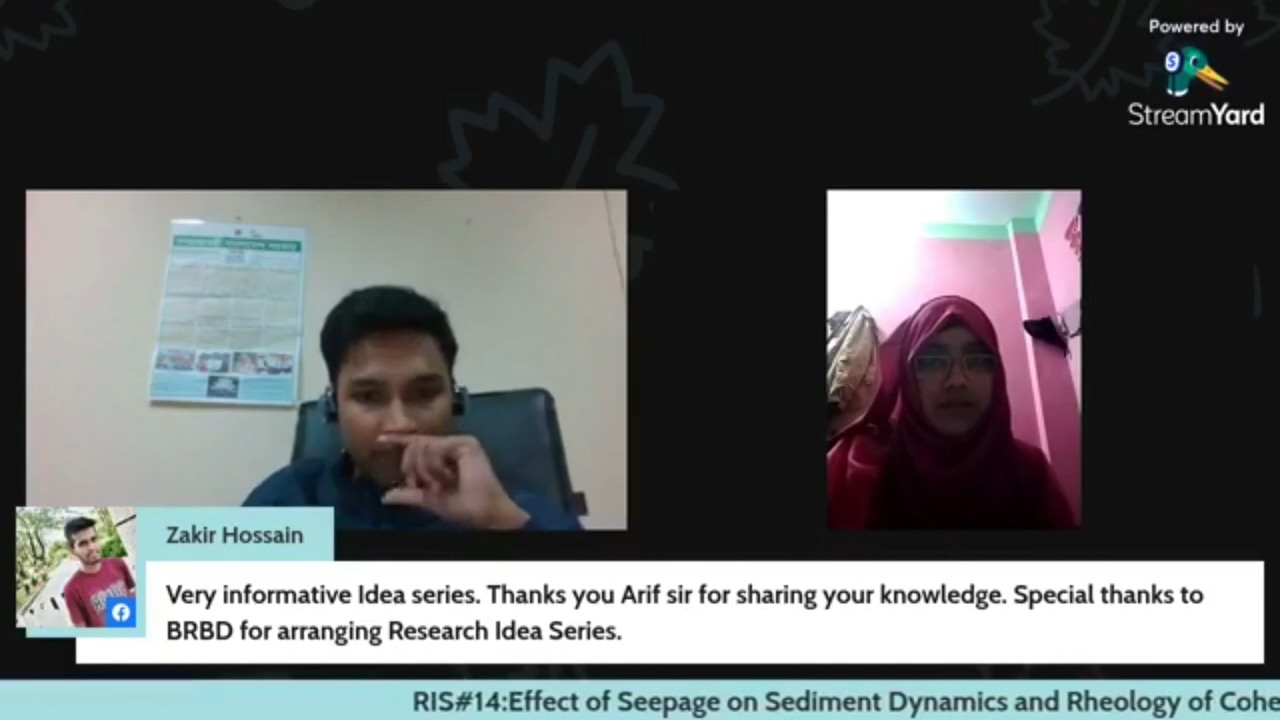 Powered by
StreamYard
Zakir Hossain
Very informative Idea series. Thanks you Arif sir for sharing your knowledge. Special thanks to
BRBD for arranging Research Idea Series.
RIS#14:Effect of Seepage on Sediment Dynamics and Rheology of Cohe